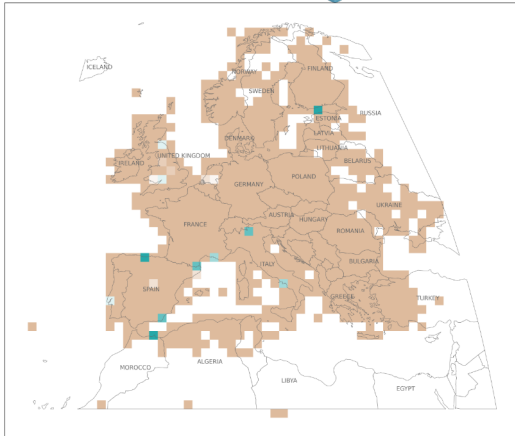 ICELAND
NORWAY
FINLAND
SWEDEN
RUSSIA
ESTONIA
LATVIA
DENMARK
LITHUANIA
UNITED KINGDOM
IRELAND
BELARUS
POLAND
GERMANY
UKRAINE
AUSTRIA
HUNGARY
FRANCE
ROMANIA
ITALY
BULGARIA
SPAIN
GREECE
TURKEY
ALGERIA
MOROCCO
LIBYA
EGYPT